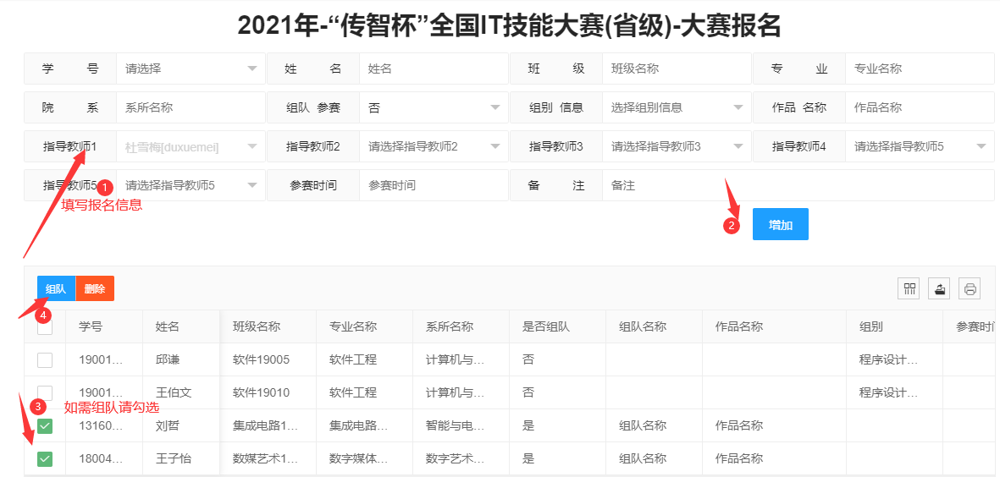 2021年-“传智杯”全国IT技能大赛(省级)-大赛报名
学 号 请选择 姓 名 姓名 班 级 班级名称 专 业 专业名称
院 系 系所名称 组队 参赛 否 组别 信息 选择组别信息 作品 名称 作品名称
指导教师1 杜雪梅[duxuemei] 指导教师2 请选择指导教师2 指导教师3 请选择指导教师3 指导教师4 请选择指导教师5
指导教师5 1 请选择指导教师5 参赛时间 参赛时间 备 注 备注
填写报名信息
2 增加
组队 删除
4
学号 姓名 班级名称 专业名称 系所名称 是否组队 队伍名称 作品名称 组别 参赛时
19001... 邱谦 软件19005 软件工程 计算机与... 否 程序设计...
19001... 王伯文 软件19010 软件工程 计算机与... 否 程序设计...
3 如需组队请勾选
13160... 刘哲 集成电路1... 集成电路... 智能与电... 是 组队名称 作品名称
18004... 王子怡 数媒艺术1... 数字媒体... 数字艺术... 是 组队名称 作品名称